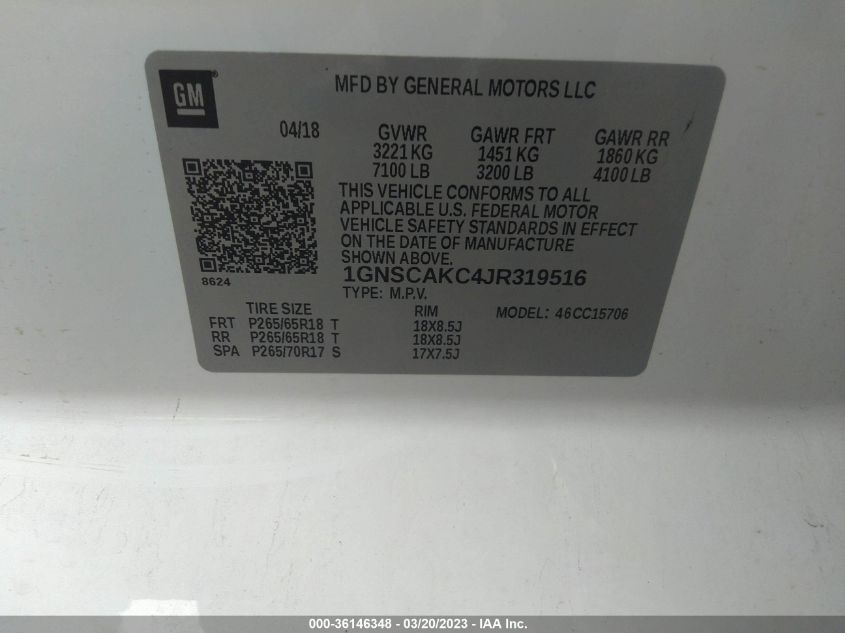 GM
MFD BY GENERAL MOTORS LLC
04/18 GVWR GAWR FRT GAWR RR
3221 KG 1451 KG 1860 KG
7100 LB 3200 LB 4100 LB
THIS VEHICLE CONFORMS TO ALL
APPLICABLE U.S. FEDERAL MOTOR
VEHICLE SAFETY STANDARDS IN EFFECT
ON THE DATE OF MANUFACTURE
SHOWN ABOVE.
8624
1GNSCAKC4JR319516
TYPE: M.P.V.
TIRE SIZE RIM MODEL: 46CC15706
FRT P265/65R18 T 18X8.5J
RR P265/65R18 T 18X8.5J
SPA P265/70R17 S 17X7.5J
000-36146348 - 03/20/2023 - IAA Inc.